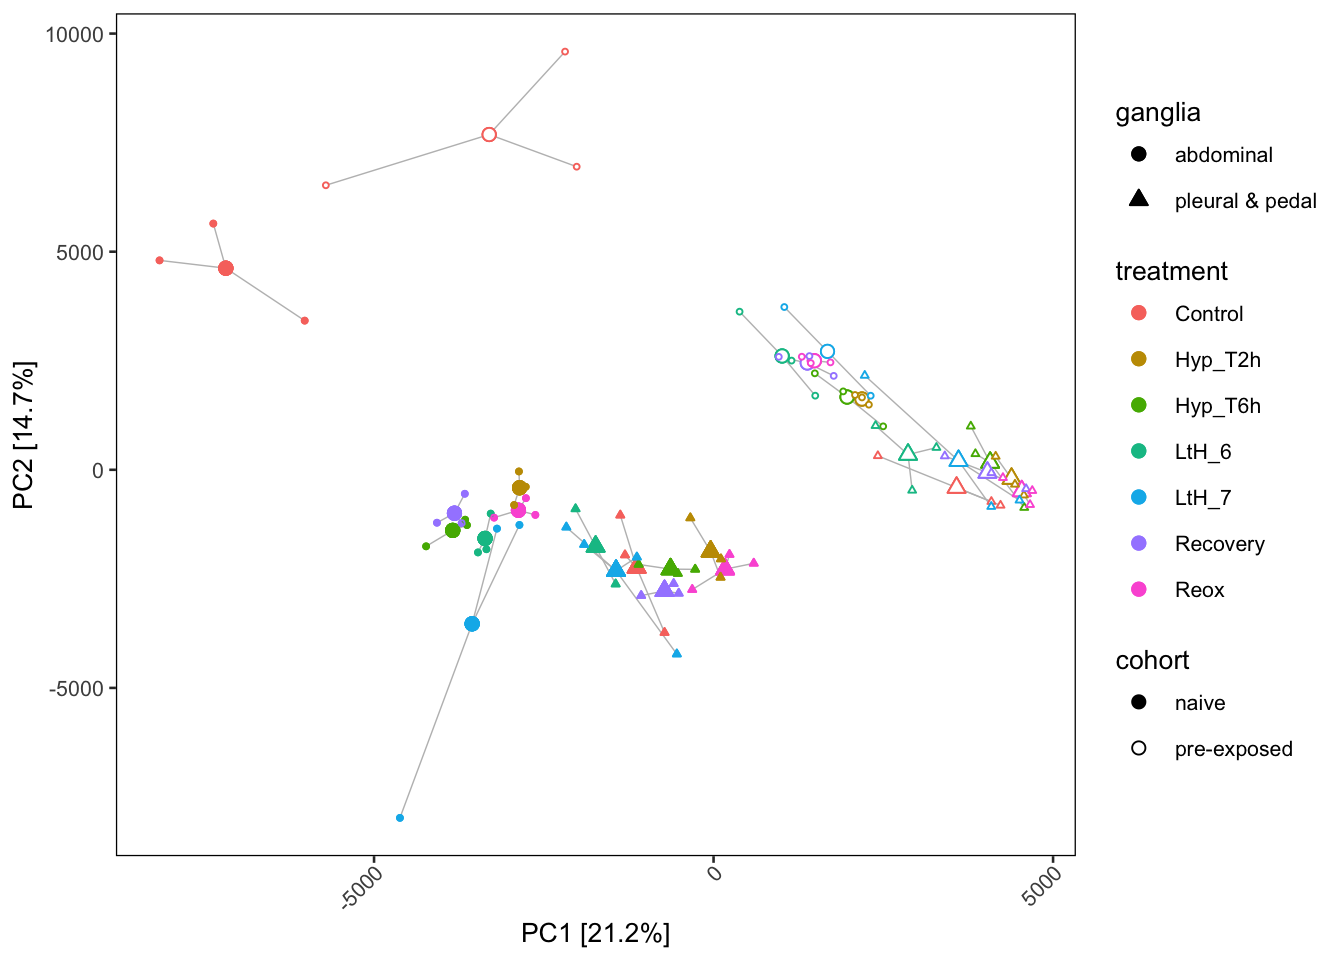 10000
5000
0
-5000
PC2 [14.7%]
-5000
0
5000
PC1 [21.2%]
ganglia
abdominal
pleural & pedal
treatment
Control
Hyp_T2h
Hyp_T6h
LtH_6
LtH_7
Recovery
Reox
cohort
naive
pre-exposed